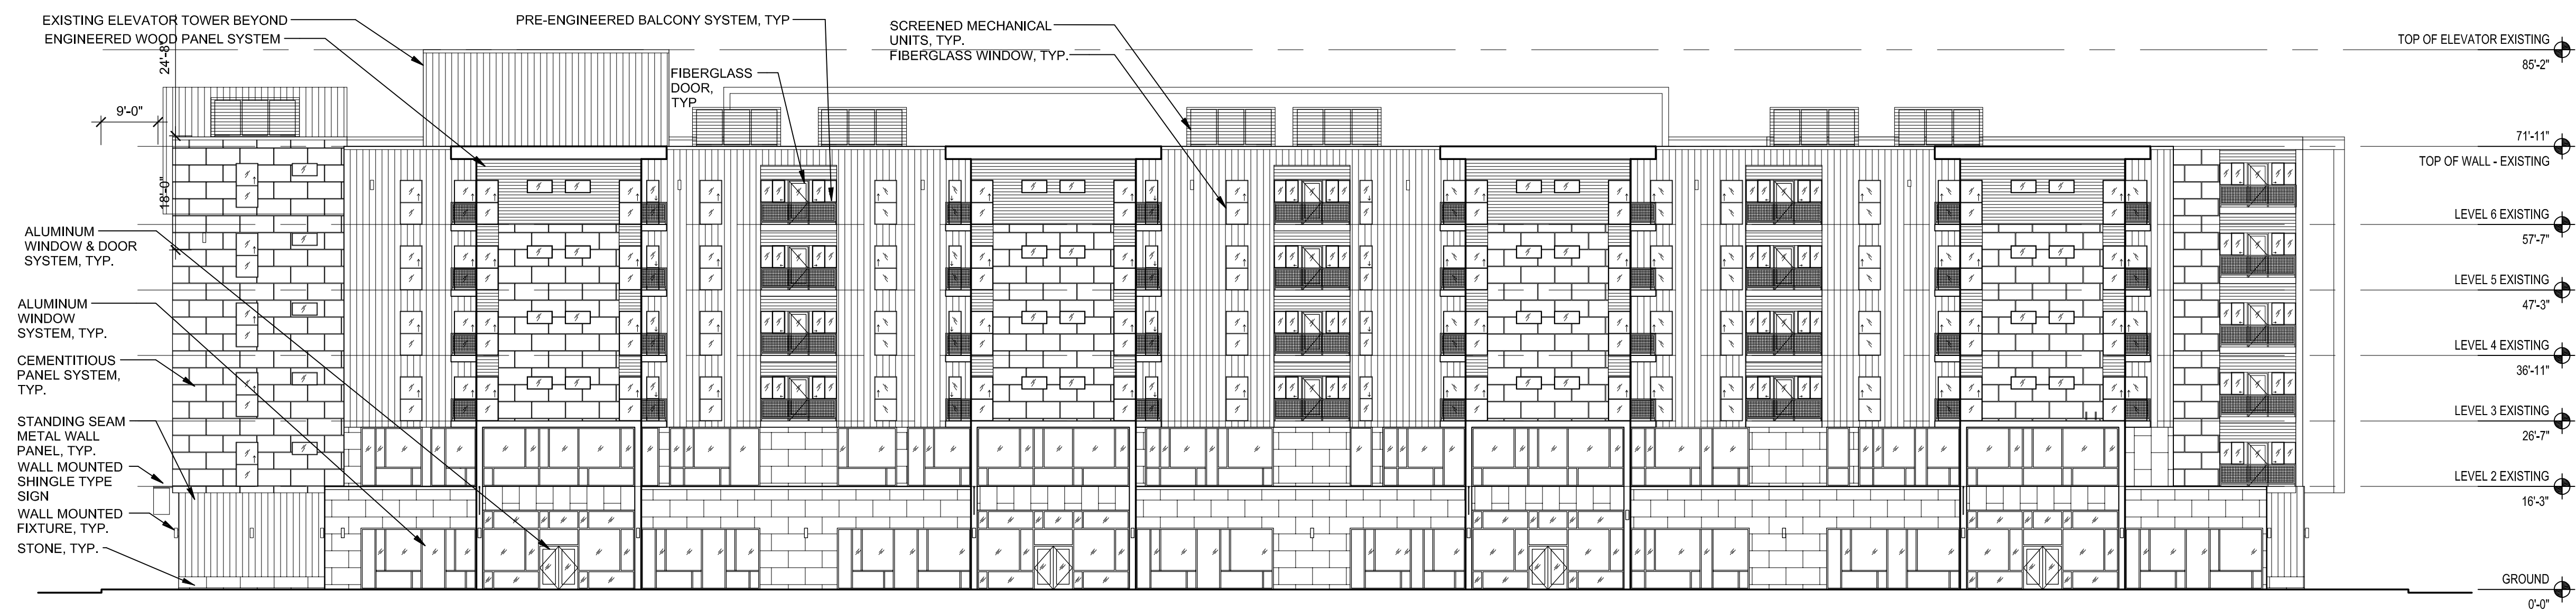 EXISTING ELEVATOR TOWER BEYOND
ENGINEERED WOOD PANEL SYSTEM
24'-8"
9'-0"
18'-0"
PRE-ENGINEERED BALCONY SYSTEM, TYP
FIBERGLASS
DOOR,
TYP
SCREENED MECHANICAL
UNITS, TYP.
FIBERGLASS WINDOW, TYP.
ALUMINUM
WINDOW & DOOR
SYSTEM, TYP.
ALUMINUM
WINDOW
SYSTEM, TYP.
CEMENTITIOUS
PANEL SYSTEM,
TYP.
STANDING SEAM
METAL WALL
PANEL, TYP.
WALL MOUNTED
SHINGLE TYPE
SIGN
WALL MOUNTED
FIXTURE, TYP.
STONE, TYP.
TOP OF ELEVATOR EXISTING
85'-2"
71'-11"
TOP OF WALL - EXISTING
LEVEL 6 EXISTING
57'-7"
LEVEL 5 EXISTING
47'-3"
LEVEL 4 EXISTING
36'-11"
LEVEL 3 EXISTING
26'-7"
LEVEL 2 EXISTING
16'-3"
GROUND
0'-0"